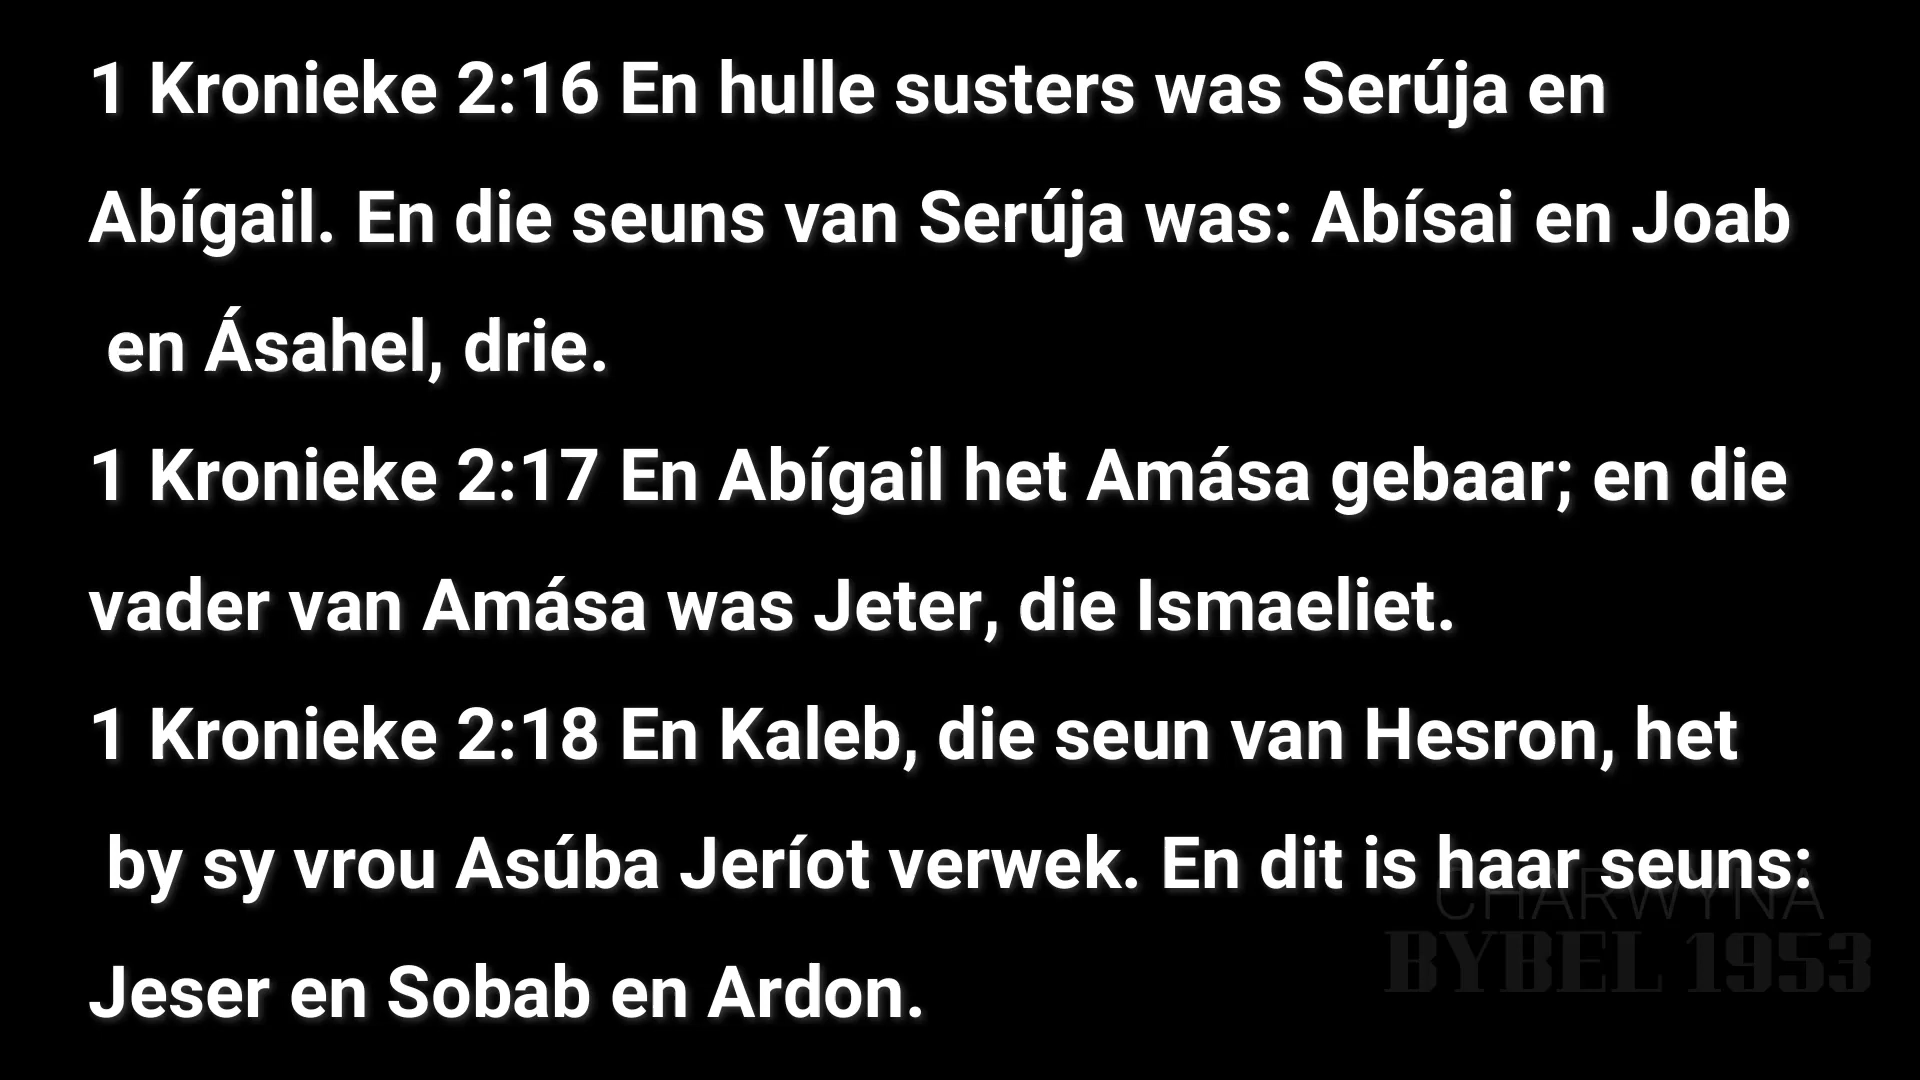 1 Kronieke 2:16 En hulle susters was Serúja en
Abígail. En die seuns van Serúja was: Abísai en Joab
en Ásahel, drie.
1 Kronieke 2:17 En Abígail het Amása gebaar; en die
vader van Amása was Jeter, die Ismaeliet.
1 Kronieke 2:18 En Kaleb, die seun van Hesron, het
by sy vrou Asúba Jeríot verwek. En dit is haar seuns:
Jeser en Sobab en Ardon.
CHARWYNA
BYBEL 1953